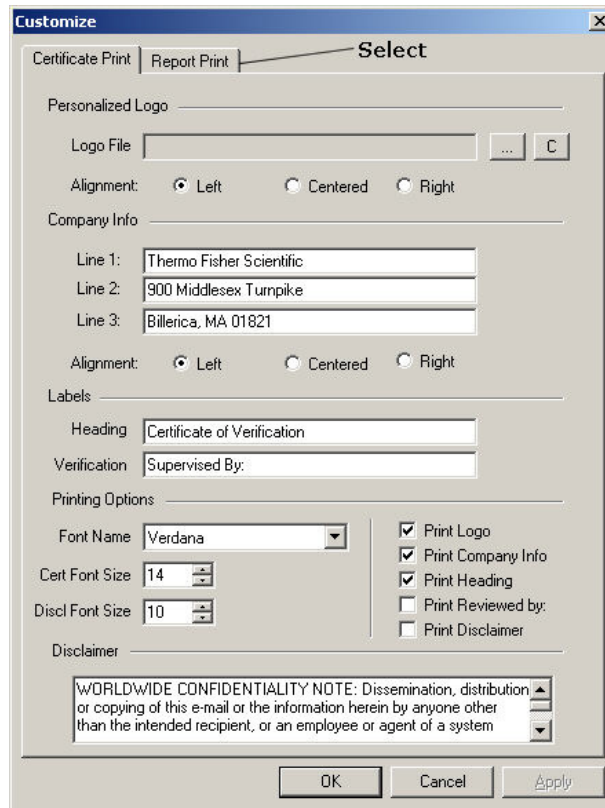 Customize
Certificate Print
Report Print
Select
Personalized Logo
Logo File
...
C
Alignment:
Left
Centered
Right
Company Info
Line 1:
Thermo Fisher Scientific
Line 2:
900 Middlesex Turnpike
Line 3:
Billerica, MA 01821
Alignment:
Left
Centered
Right
Labels
Heading
Certificate of Verification
Verification
Supervised By:
Printing Options
Font Name
Verdana
Cert Font Size
14
Discl Font Size
10
Print Logo
Print Company Info
Print Heading
Print Reviewed by:
Print Disclaimer
Disclaimer
WORLDWIDE CONFIDENTIALITY NOTE: Dissemination, distribution
or copying of this e-mail or the information herein by anyone other
than the intended recipient, or an employee or agent of a system
OK
Cancel
Apply